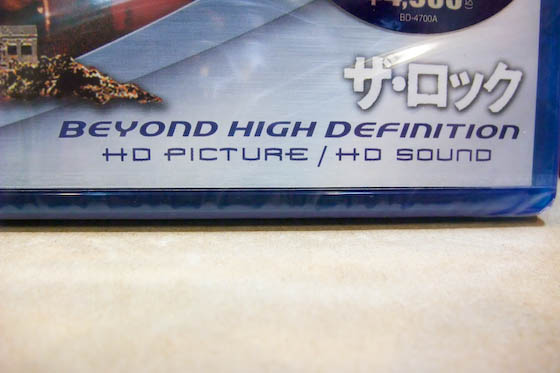 BD-4700A
ザ・ロック
BEYOND HIGH DEFINITION
HD PICTURE / HD SOUND